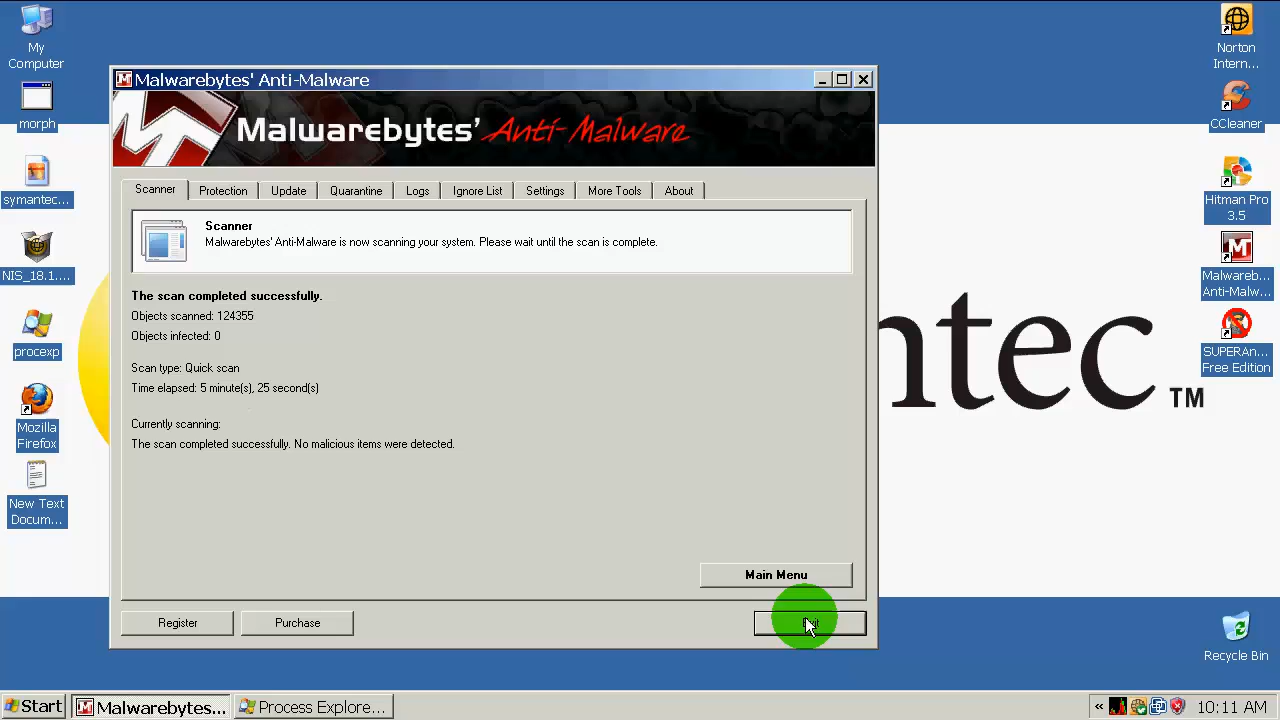 My
Computer
morph
symantec...
NIS_18.1....
procexp
Mozilla
Firefox
New Text
Docum...
Malwarebytes' Anti-Malware
Malwarebytes' Anti-Malware
Scanner
Protection
Update
Quarantine
Logs
Ignore List
Settings
More Tools
About
Scanner
Malwarebytes' Anti-Malware is now scanning your system. Please wait until the scan is complete.
The scan completed successfully.
Objects scanned: 124355
Objects infected: 0
Scan type: Quick scan
Time elapsed: 5 minute(s), 25 second(s)
Currently scanning:
The scan completed successfully. No malicious items were detected.
Main Menu
Register
Purchase
ntec TM
Norton
Intern...
CCleaner
Hitman Pro
3.5
Malwareb...
Anti-Malw...
SUPERAn...
Free Edition
Recycle Bin
Start
Malwarebytes...
Process Explore...
10:11 AM